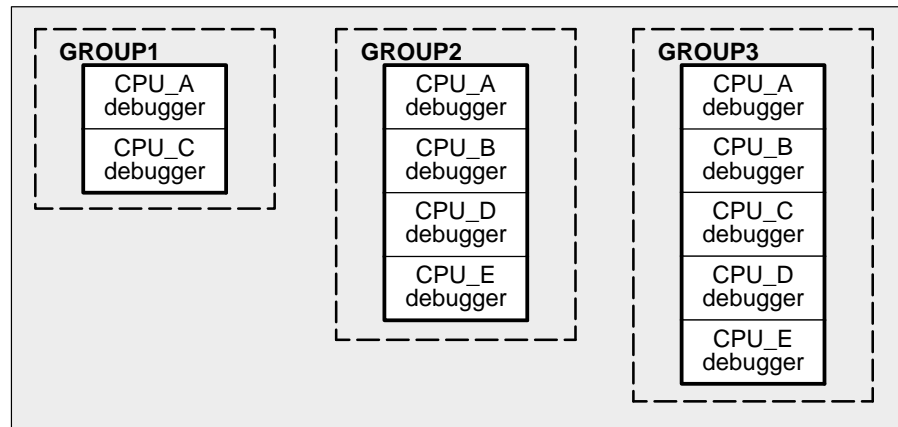 GROUP1
CPU_A
debugger
CPU_C
debugger
GROUP2
CPU_A
debugger
CPU_B
debugger
CPU_D
debugger
CPU_E
debugger
GROUP3
CPU_A
debugger
CPU_B
debugger
CPU_C
debugger
CPU_D
debugger
CPU_E
debugger